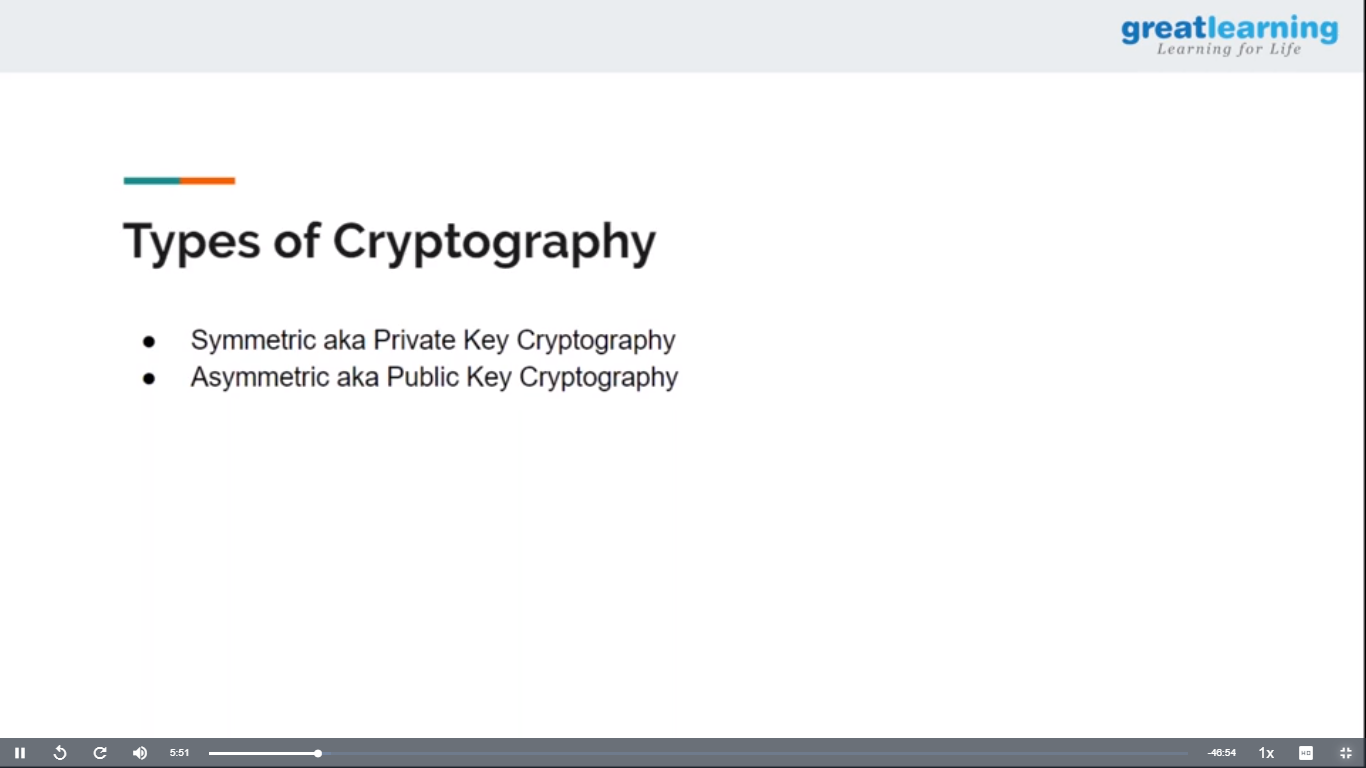 greatlearning
Learning for Life
Types of Cryptography
● Symmetric aka Private Key Cryptography
● Asymmetric aka Public Key Cryptography
5:51
-46:54
1x
HD